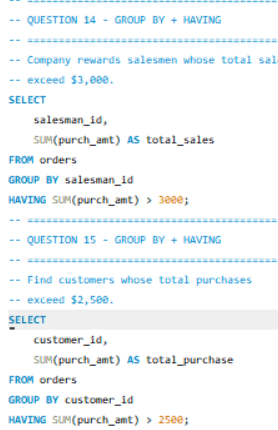 -- ========================================
-- QUESTION 14 - GROUP BY + HAVING
-- ========================================
-- Company rewards salesmen whose total sal
-- exceed $3,000.
SELECT
salesman_id,
SUM(purch_amt) AS total_sales
FROM orders
GROUP BY salesman_id
HAVING SUM(purch_amt) > 3000;
-- ========================================
-- QUESTION 15 - GROUP BY + HAVING
-- ========================================
-- Find customers whose total purchases
-- exceed $2,500.
SELECT
customer_id,
SUM(purch_amt) AS total_purchase
FROM orders
GROUP BY customer_id
HAVING SUM(purch_amt) > 2500;